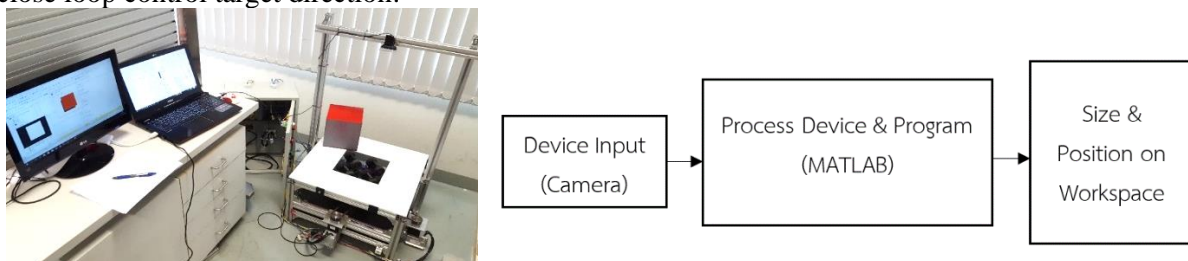 close loop control target direction.
Device Input
(Camera)
Process Device & Program
(MATLAB)
Size &
Position on
Workspace